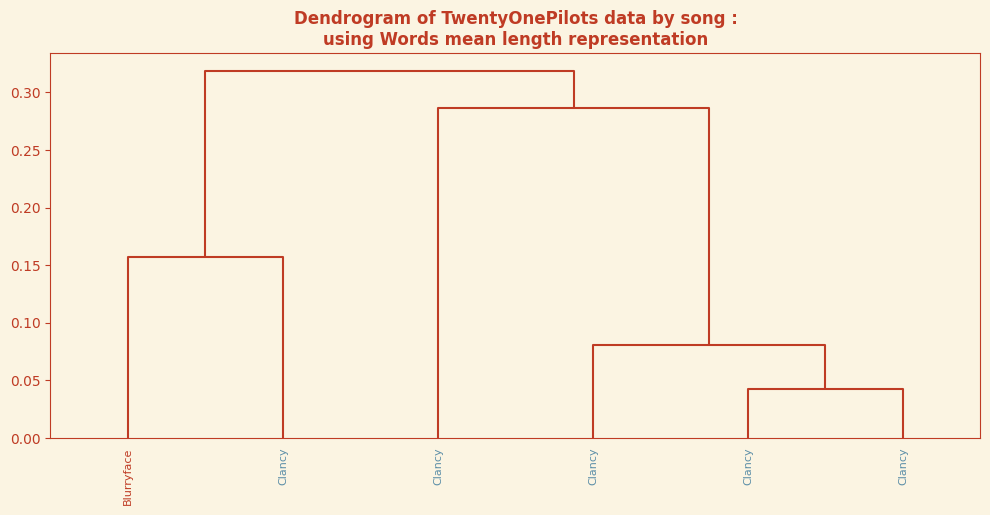 Dendrogram of TwentyOnePilots data by song :
using Words mean length representation
0.30
0.25
0.20
0.15
0.10
0.05
0.00
Blurryface
Clancy
Clancy
Clancy
Clancy
Clancy